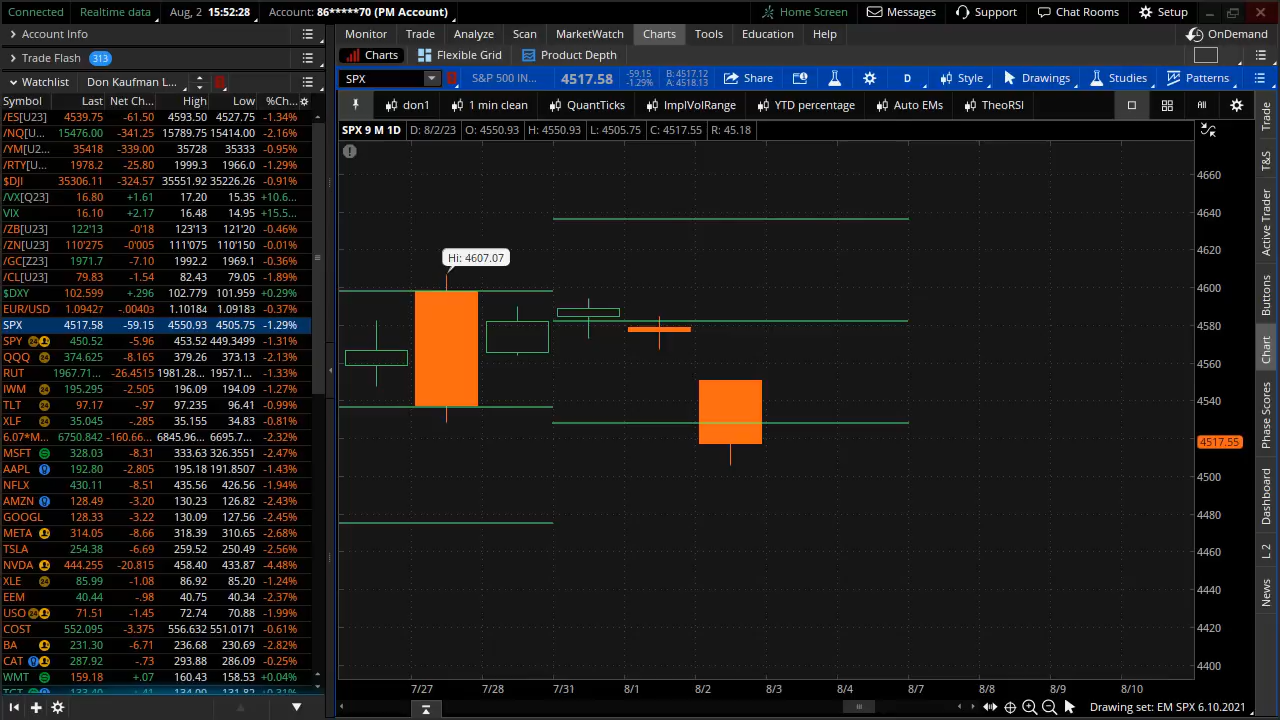 Connected Realtime data Aug, 2 15:52:28 Account: 86*****70 (PM Account) Home Screen Messages Support Chat Rooms Setup
Account Info
Trade Flash 313
Watchlist Don Kaufman L...
Monitor Trade Analyze Scan MarketWatch Charts Tools Education Help OnDemand
Charts Flexible Grid Product Depth
SPX S&P 500 IN... 4517.58 -59.15 -1.29% B: 4517.12 A: 4518.13 Share D Style Drawings Studies Patterns
don1 1 min clean QuantTicks ImplVolRange YTD percentage Auto EMs TheoRSI
SPX 9 M 1D D: 8/2/23 O: 4550.93 H: 4550.93 L: 4505.75 C: 4517.55 R: 45.18
Symbol Last Net Ch... High Low %Ch...
/ES[U23] 4539.75 -61.50 4593.50 4527.75 -1.34%
/NQ[U... 15476.00 -341.25 15789.75 15414.00 -2.16%
/YM[U2... 35418 -339.00 35728 35333 -0.95%
/RTY[U... 1978.2 -25.80 1999.3 1966.0 -1.29%
$DJI 35306.11 -324.57 35551.92 35226.26 -0.91%
/VX[Q23] 16.80 +1.61 17.20 15.35 +10.6...
VIX 16.10 +2.17 16.48 14.95 +15.5...
/ZB[U23] 122'13 -0'18 123'13 121'20 -0.46%
/ZN[U23] 110'275 -0'005 111'075 110'150 -0.01%
/GC[Z23] 1971.7 -7.10 1992.2 1969.1 -0.36%
/CL[U23] 79.83 -1.54 82.43 79.05 -1.89%
$DXY 102.599 +.296 102.779 101.959 +0.29%
EUR/USD 1.09427 -.00403 1.10184 1.09183 -0.37%
SPX 4517.58 -59.15 4550.93 4505.75 -1.29%
SPY 24 450.52 -5.96 453.52 449.3499 -1.31%
QQQ 24 374.625 -8.165 379.26 373.13 -2.13%
RUT 1967.71... -26.4515 1981.28... 1957.1... -1.33%
IWM 24 195.295 -2.505 196.09 194.09 -1.27%
TLT 24 97.17 -.97 97.235 96.41 -0.99%
XLF 24 35.045 -.285 35.155 34.83 -0.81%
6.07*M... 6750.842 -160.66... 6845.96... 6695.7... -2.32%
MSFT 328.03 -8.31 333.63 326.3551 -2.47%
AAPL 192.80 -2.805 195.18 191.8507 -1.43%
NFLX 430.11 -8.51 435.56 426.56 -1.94%
AMZN 128.49 -3.20 130.23 126.82 -2.43%
GOOGL 128.33 -3.22 130.09 127.56 -2.45%
META 314.05 -8.66 318.39 310.65 -2.68%
TSLA 254.38 -6.69 259.52 250.49 -2.56%
NVDA 444.255 -20.815 458.40 433.87 -4.48%
XLE 24 85.99 -1.08 86.92 85.20 -1.24%
EEM 40.44 -.98 40.75 40.34 -2.37%
USO 24 71.51 -1.45 72.74 70.88 -1.99%
COST 552.095 -3.375 556.632 551.0171 -0.61%
BA 231.30 -6.71 236.68 230.69 -2.82%
CAT 287.92 -.73 293.88 286.09 -0.25%
WMT 159.18 +.07 160.43 158.53 +0.04%
Hi: 4607.07
4660
4640
4620
4600
4580
4560
4540
4517.55
4500
4480
4460
4440
4420
4400
7/27 7/28 7/31 8/1 8/2 8/3 8/4 8/7 8/8 8/9 8/10
Drawing set: EM SPX 6.10.2021
Trade
T&S
Active Trader
Buttons
Chart
Phase Scores
Dashboard
L 2
News